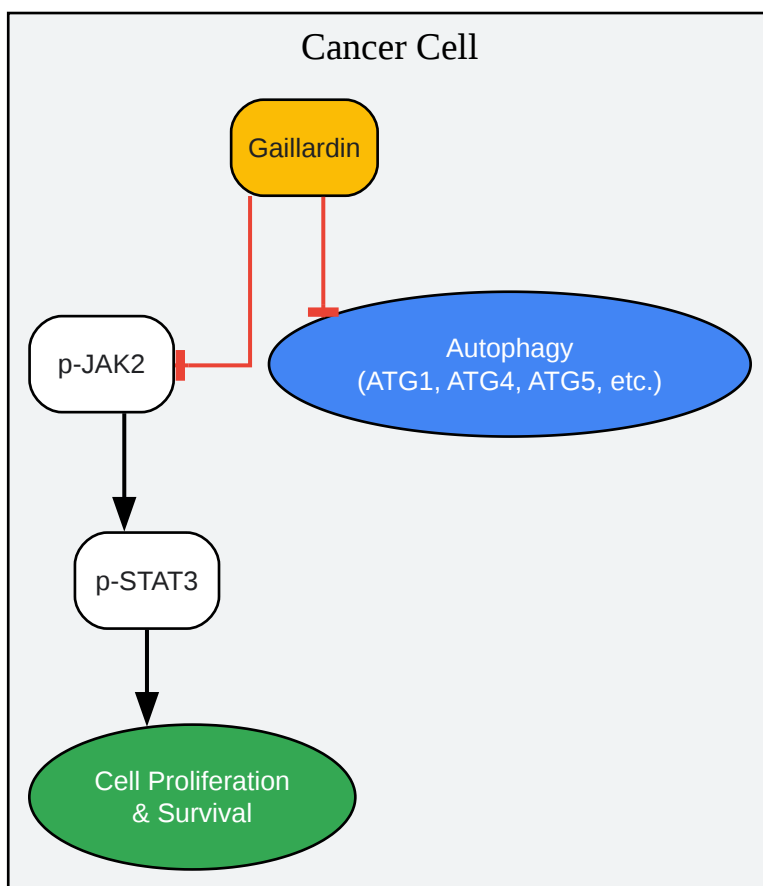 Cancer Cell
Gaillardin
p-JAK2
Autophagy
(ATG1, ATG4, ATG5, etc.)
p-STAT3
Cell Proliferation
& Survival